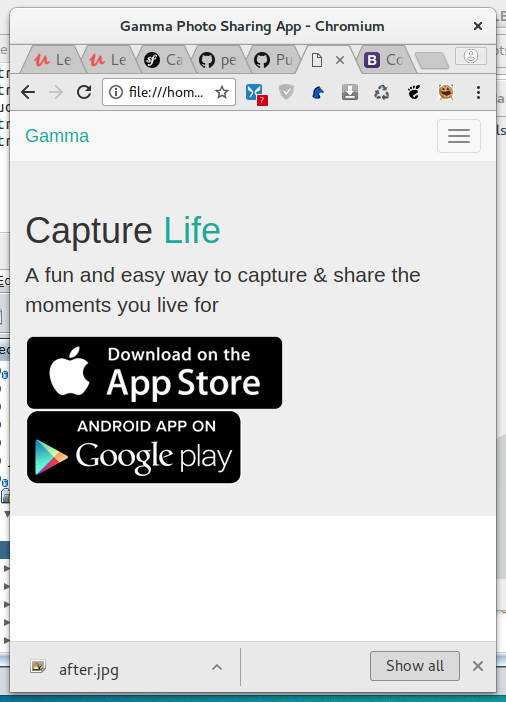 Gamma Photo Sharing App - Chromium
Le
Le
Ca
pe
Pu
Co
file:///hom...
?
Gamma
Capture Life
A fun and easy way to capture & share the
moments you live for
Download on the
App Store
ANDROID APP ON
Google play
after.jpg
Show all